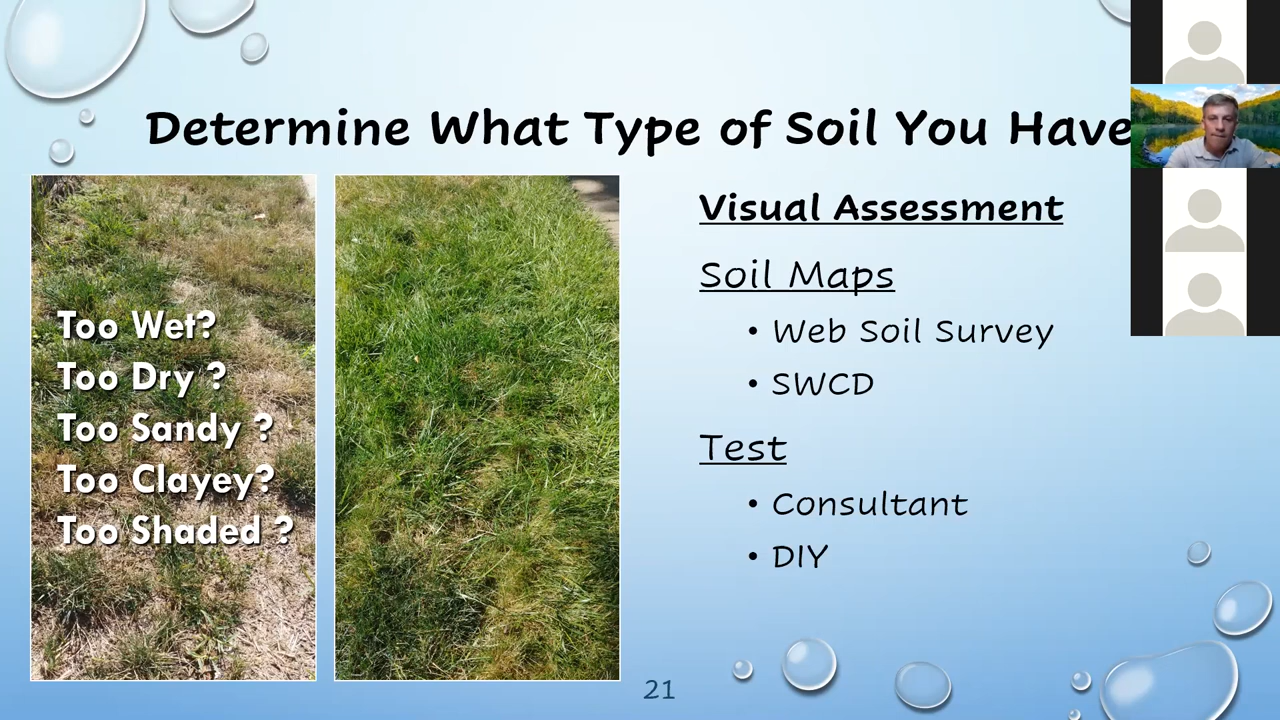 Determine What Type of Soil You Have
Too Wet?
Too Dry ?
Too Sandy ?
Too Clayey?
Too Shaded ?
Visual Assessment
Soil Maps
• Web Soil Survey
• SWCD
Test
• Consultant
• DIY
21